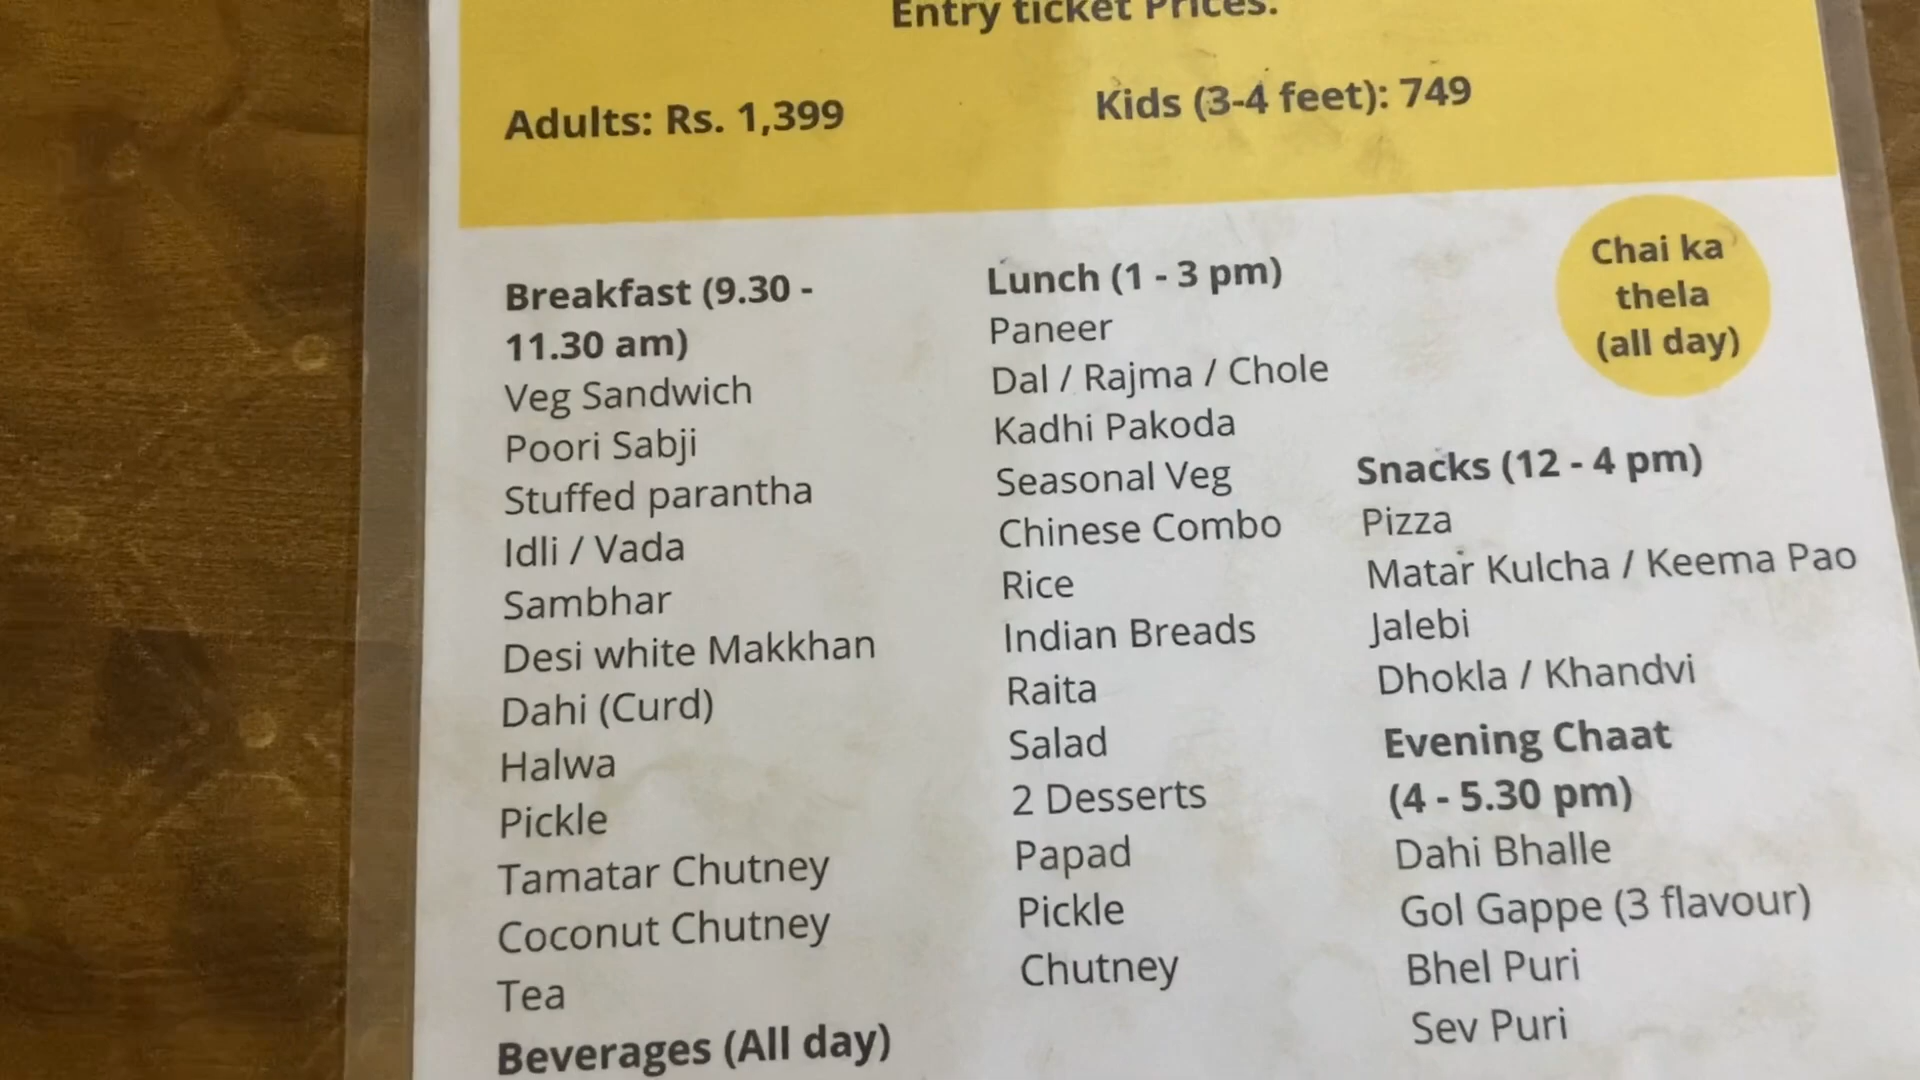 Entry ticket Prices:
Adults: Rs. 1,399
Kids (3-4 feet): 749
Breakfast (9.30 -
11.30 am)
Veg Sandwich
Poori Sabji
Stuffed parantha
Idli / Vada
Sambhar
Desi white Makkhan
Dahi (Curd)
Halwa
Pickle
Tamatar Chutney
Coconut Chutney
Tea
Beverages (All day)
Lunch (1 - 3 pm)
Paneer
Dal / Rajma / Chole
Kadhi Pakoda
Seasonal Veg
Chinese Combo
Rice
Indian Breads
Raita
Salad
2 Desserts
Papad
Pickle
Chutney
Chai ka
thela
(all day)
Snacks (12 - 4 pm)
Pizza
Matar Kulcha / Keema Pao
Jalebi
Dhokla / Khandvi
Evening Chaat
(4 - 5.30 pm)
Dahi Bhalle
Gol Gappe (3 flavour)
Bhel Puri
Sev Puri